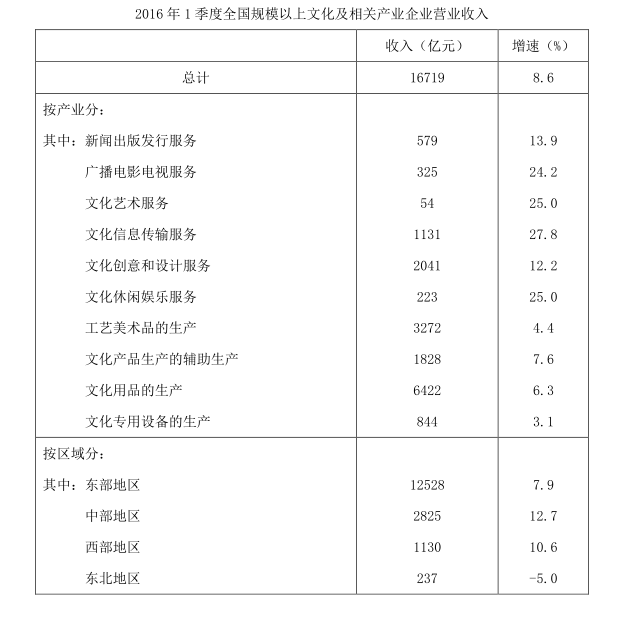 2016 年 1 季度全国规模以上文化及相关产业企业营业收入
收入（亿元） 增速（%）
总计 16719 8.6
按产业分：
其中：新闻出版发行服务 579 13.9
广播电影电视服务 325 24.2
文化艺术服务 54 25.0
文化信息传输服务 1131 27.8
文化创意和设计服务 2041 12.2
文化休闲娱乐服务 223 25.0
工艺美术品的生产 3272 4.4
文化产品生产的辅助生产 1828 7.6
文化用品的生产 6422 6.3
文化专用设备的生产 844 3.1
按区域分：
其中：东部地区 12528 7.9
中部地区 2825 12.7
西部地区 1130 10.6
东北地区 237 -5.0